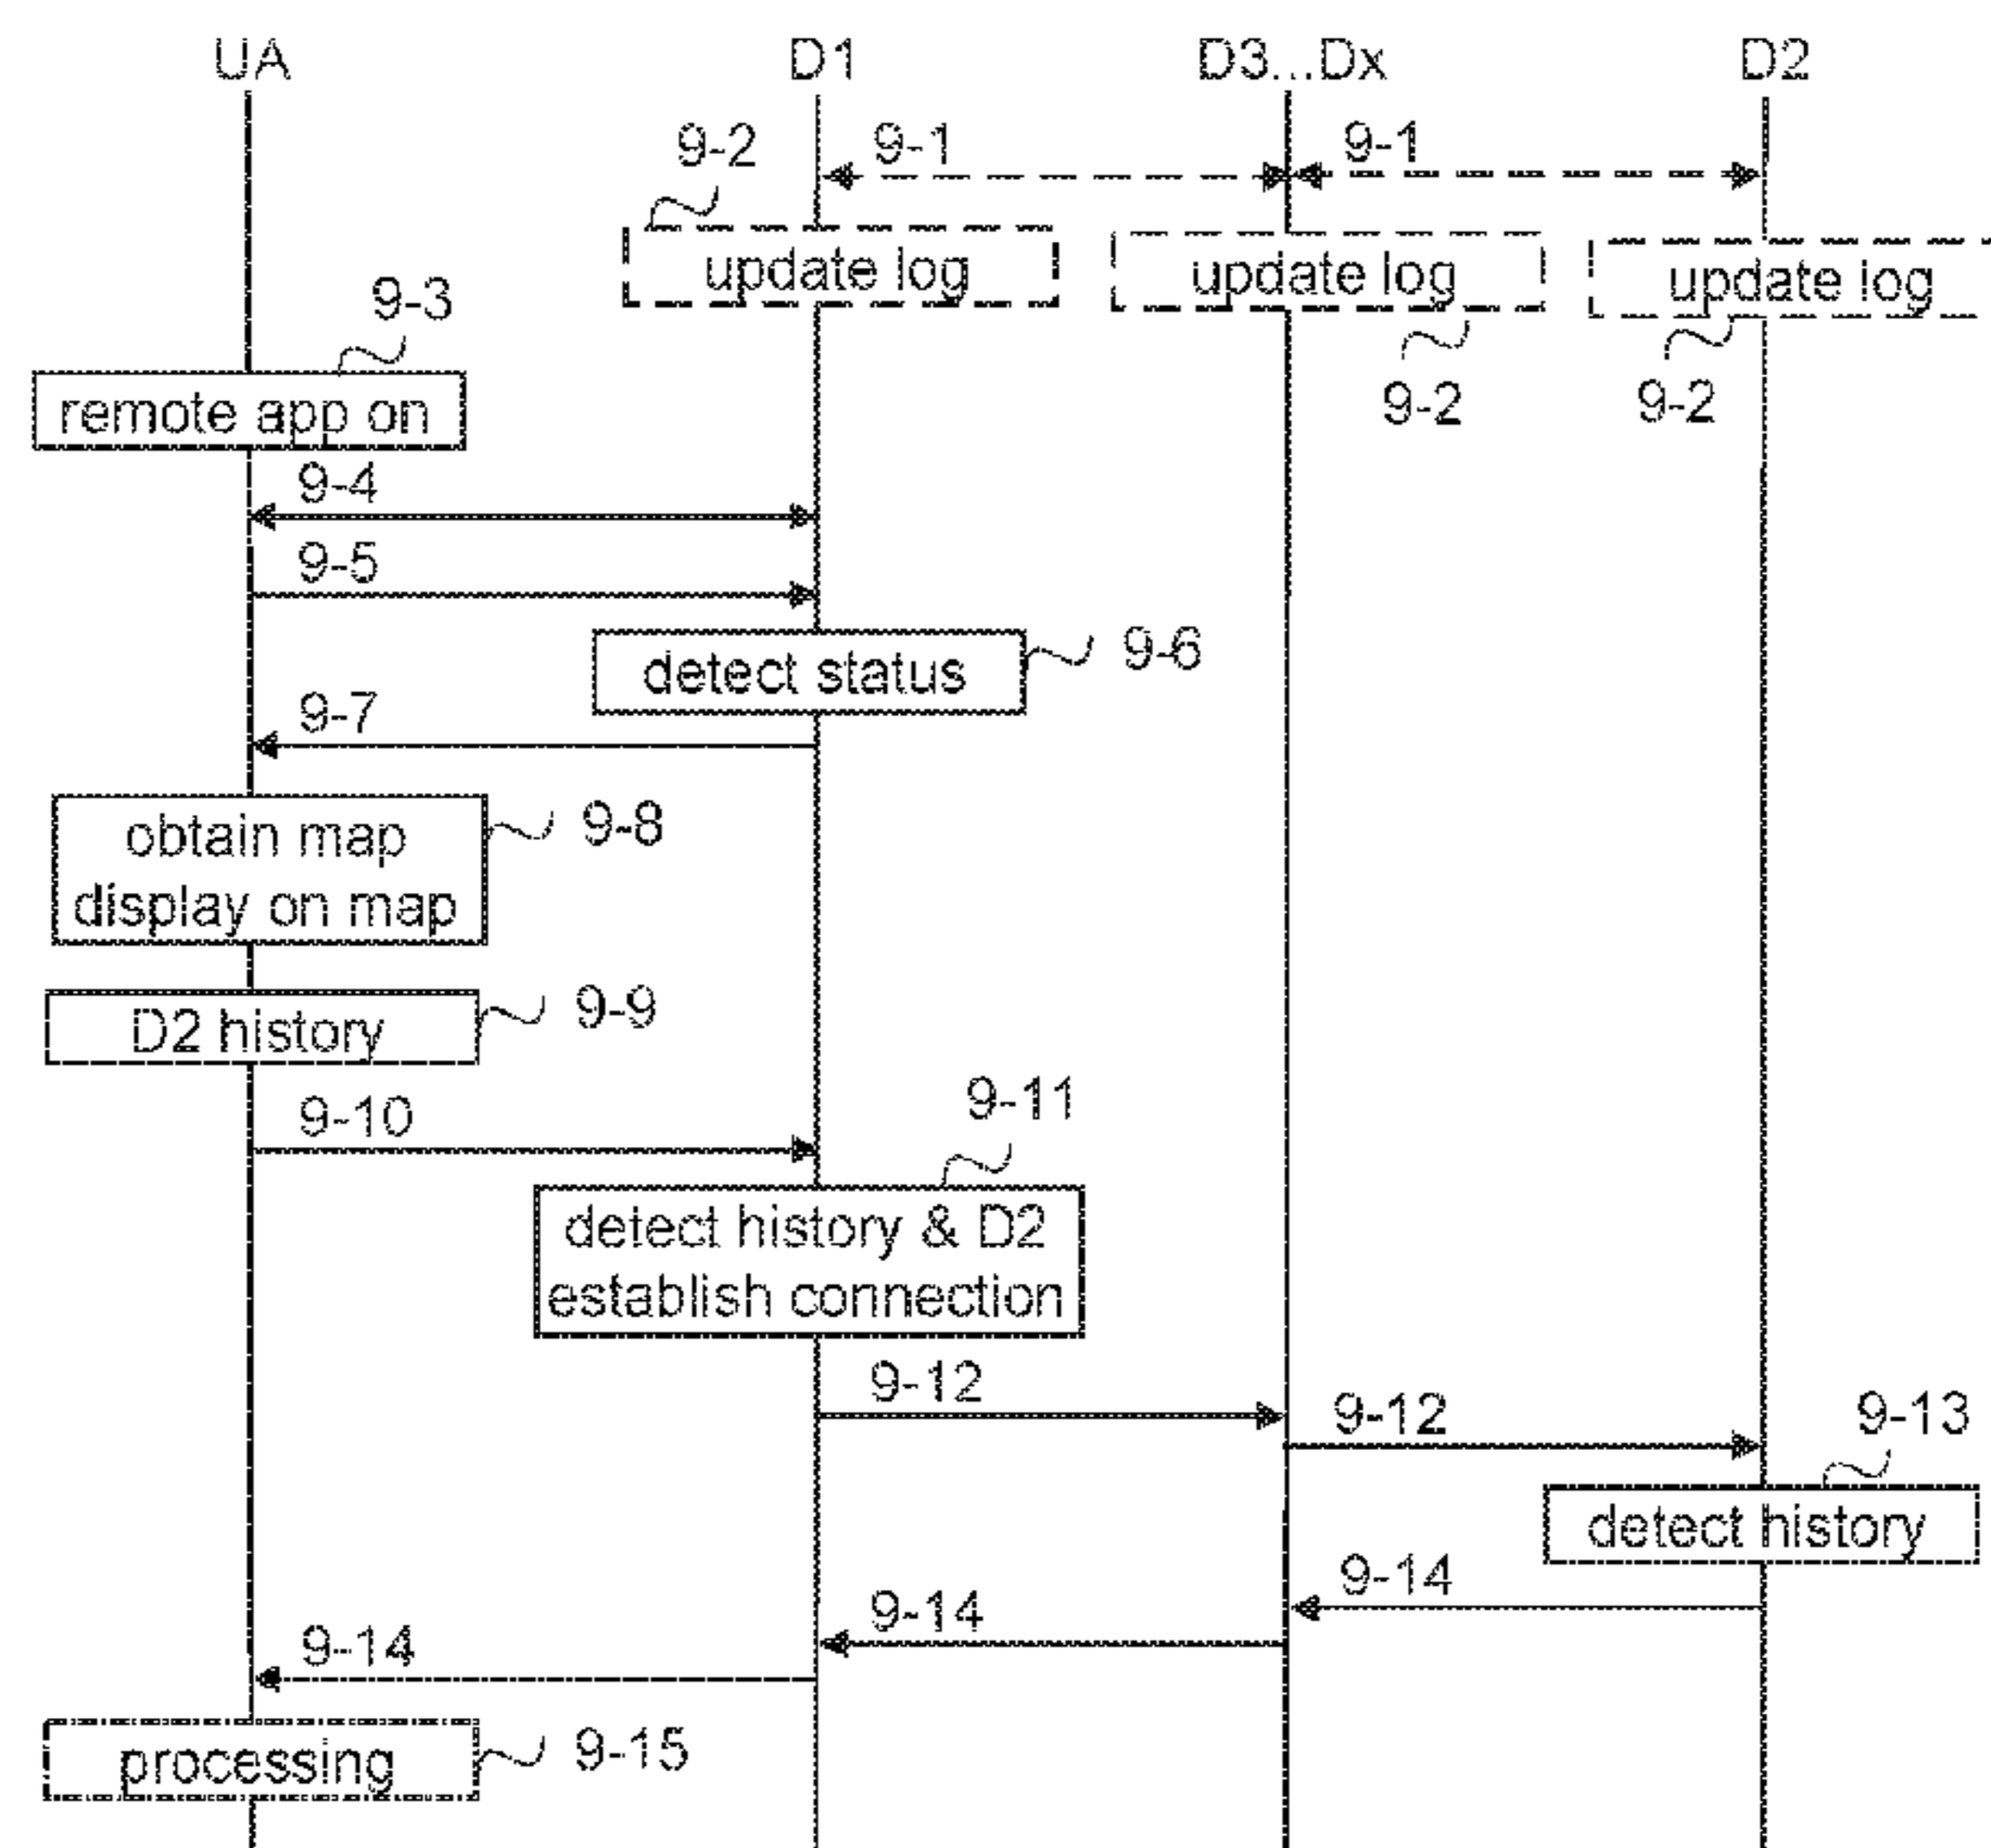 UA
D1
D3...Dx
D2
9-2
9-1
9-1
update log
update log
update log
9-3
9-2
9-2
remote app on
9-4
9-5
detect status
9-6
9-7
obtain map
display on map
9-8
D2 history
9-9
9-10
9-11
detect history & D2
establish connection
9-12
9-12
9-13
detect history
9-14
9-14
9-14
processing
9-15